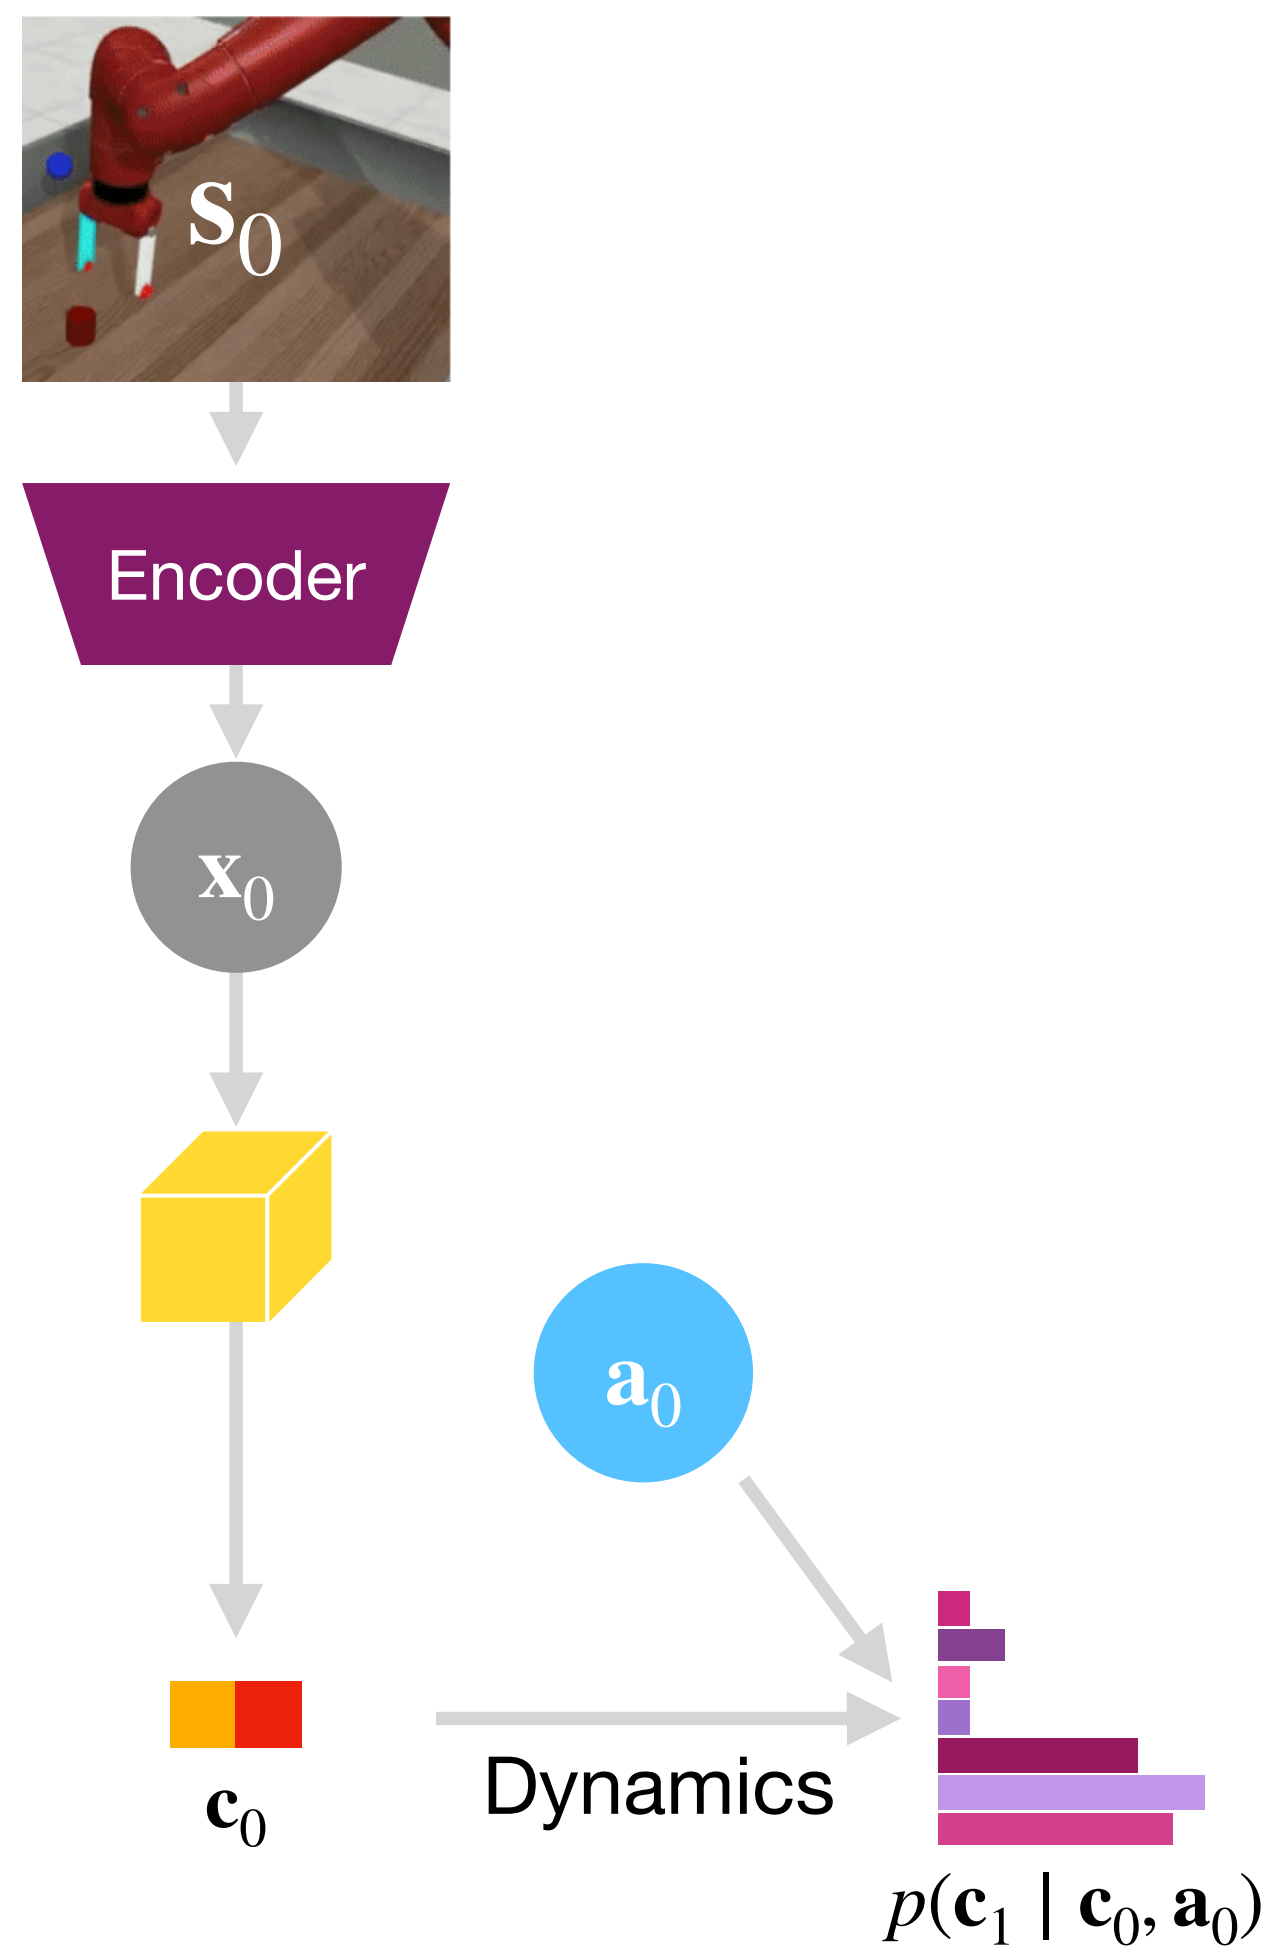 s₀
Encoder
x₀
a₀
c₀
Dynamics
p(c₁ | c₀, a₀)